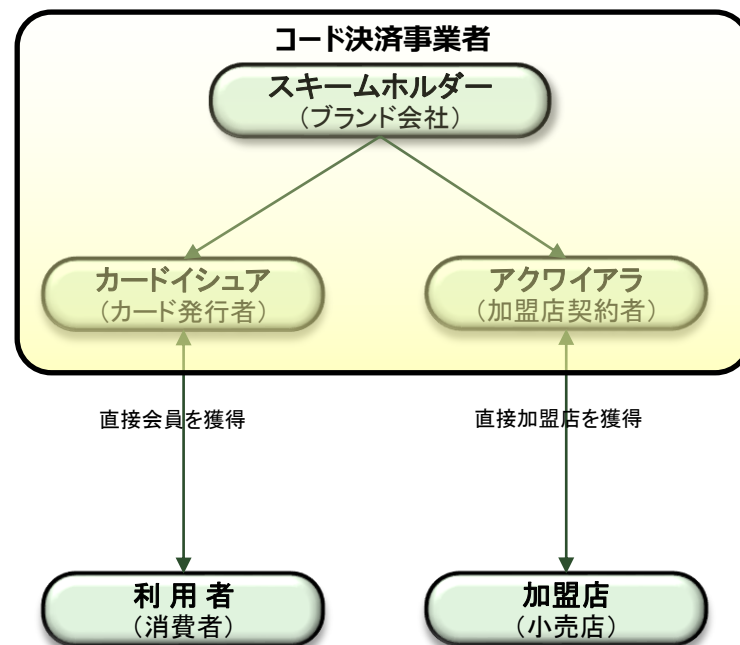 コード決済事業者
スキームホルダー
（ブランド会社）
カードイシュア
（カード発行者）
アクワイアラ
（加盟店契約者）
直接会員を獲得
直接加盟店を獲得
利 用 者
（消費者）
加盟店
（小売店）